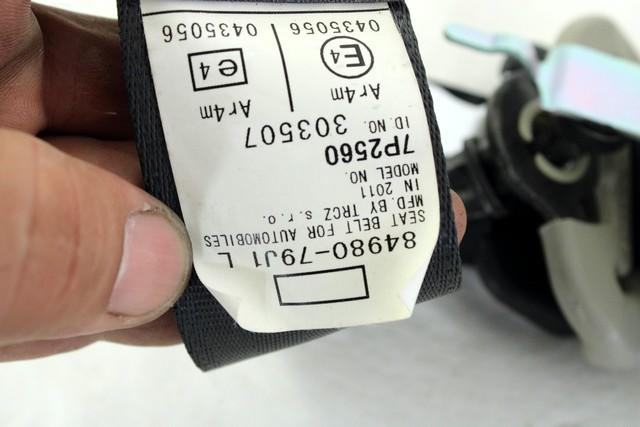 84980-79J1 L
SEAT BELT FOR AUTOMOBILES
MFD. BY TRCZ s.r.o.
IN 2011
MODEL NO.
7P2560
ID. NO. 303507
Ar4m Ar4m
E4 e4
0435056 0435056